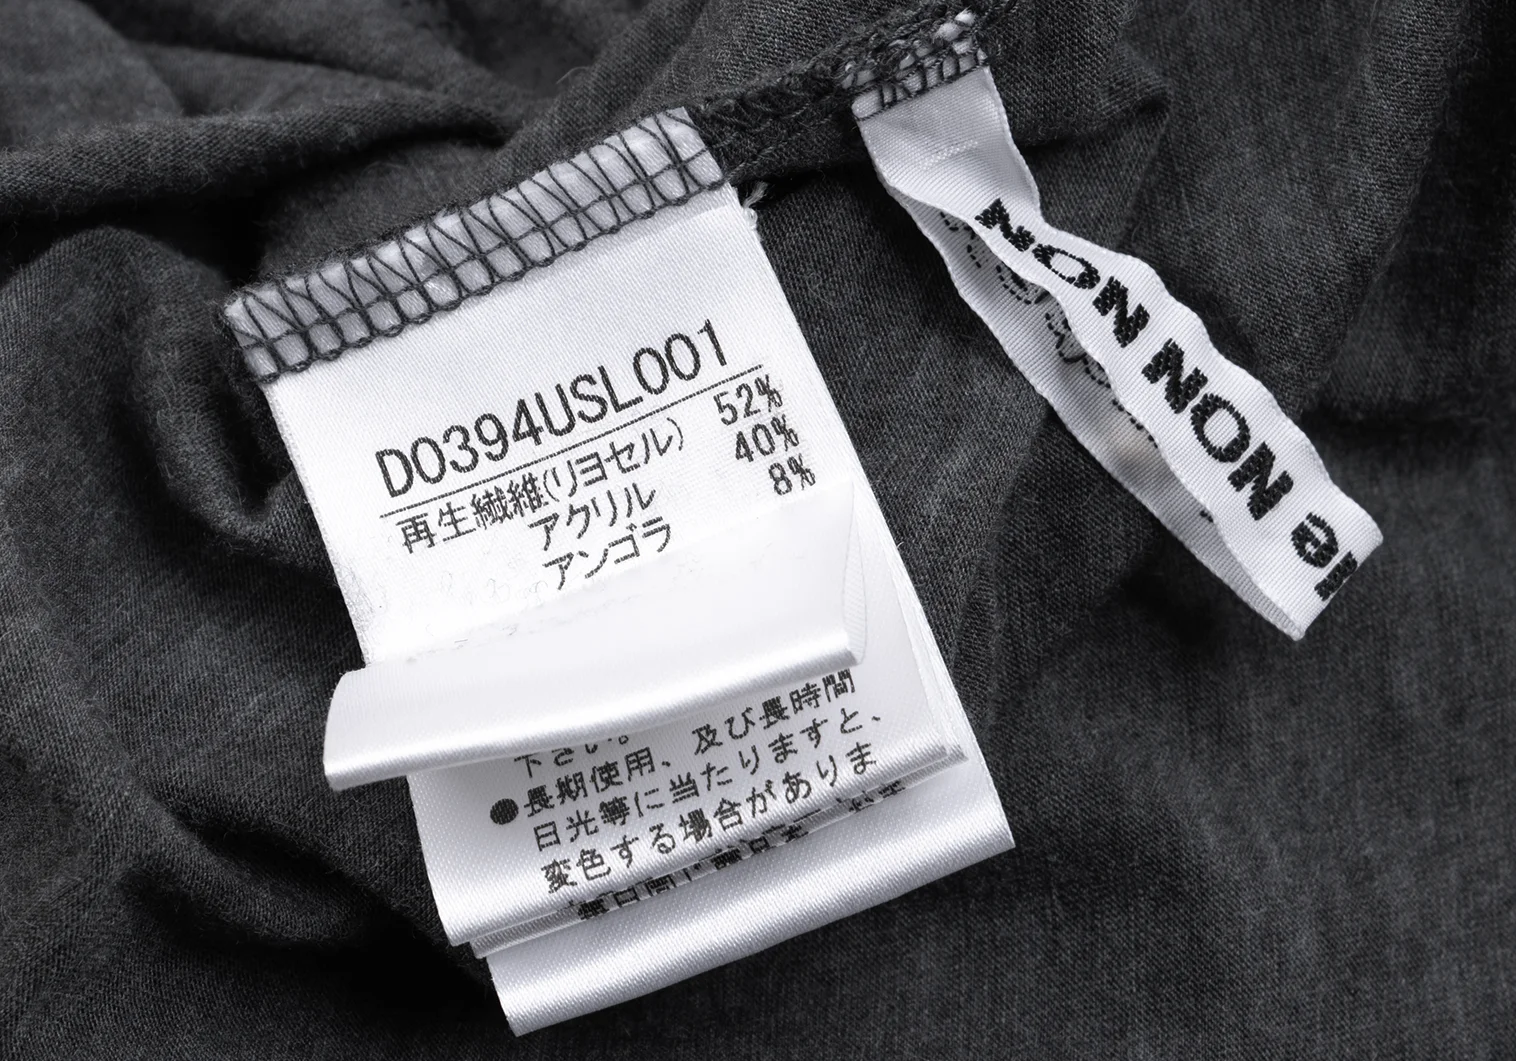 D0394USL001
再生繊維(リヨセル) 52%
アクリル 40%
アンゴラ 8%
下さい。
●長期使用、及び長時間
日光等に当たりますと、
変色する場合がありま
NON NON